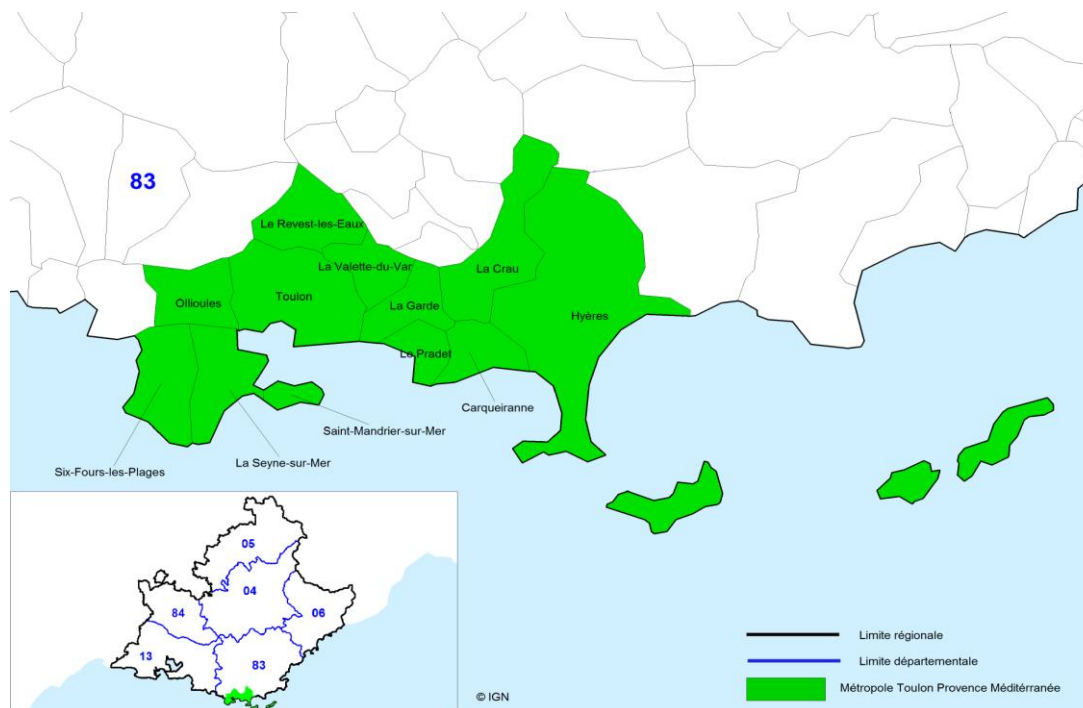 83
Le Revest-les-Eaux
La Valette-du-Var
La Crau
Ollioules
Toulon
La Garde
Hyères
Le Pradet
Carqueiranne
Saint-Mandrier-sur-Mer
La Seyne-sur-Mer
Six-Fours-les-Plages
05
04
84
06
13
83
© IGN
Limite régionale
Limite départementale
Métropole Toulon Provence Méditérranée